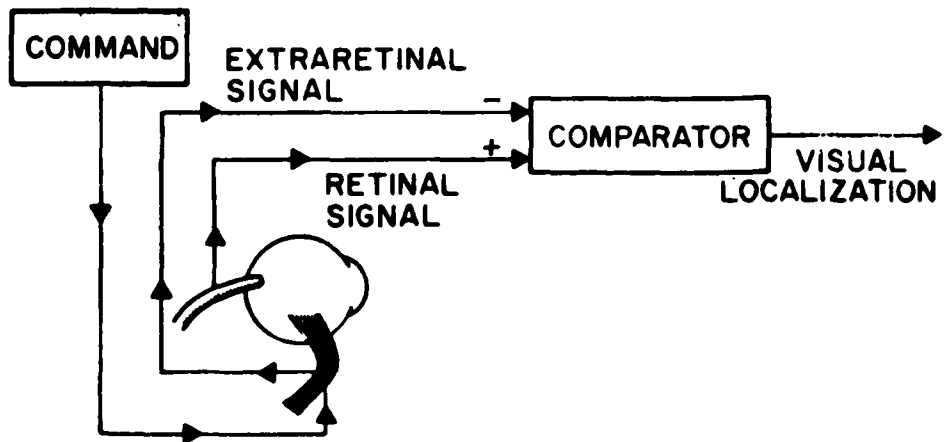 COMMAND
EXTRARETINAL
SIGNAL
-
+
COMPARATOR
RETINAL
SIGNAL
VISUAL
LOCALIZATION